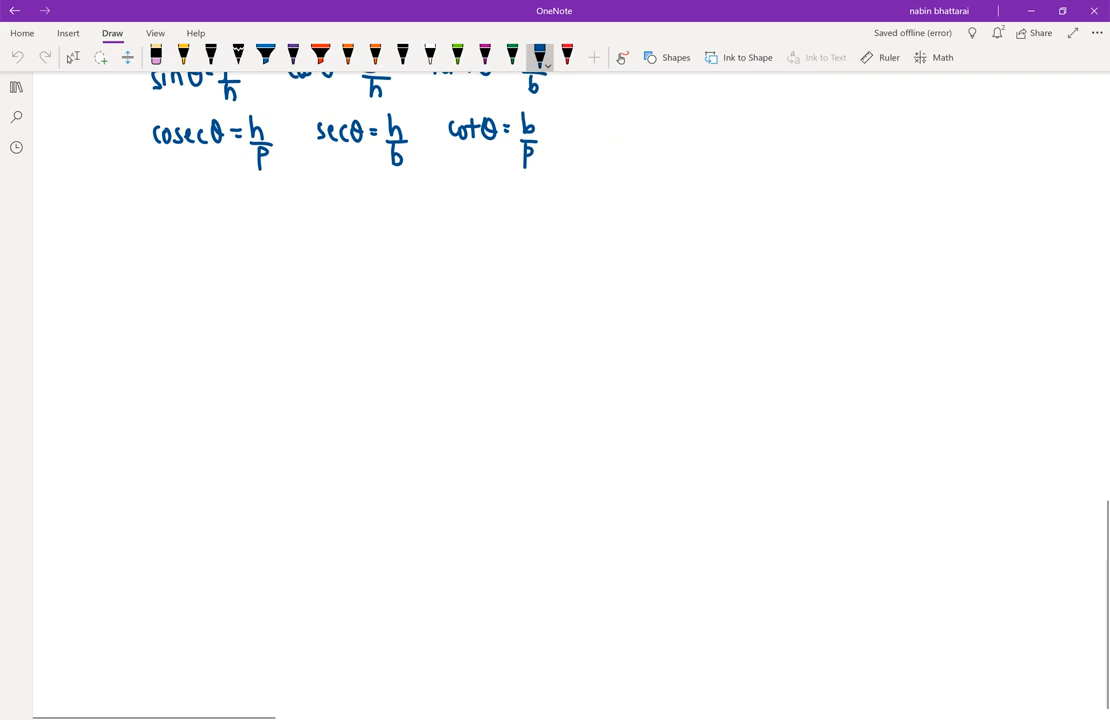 OneNote
nabin bhattarai
Home Insert Draw View Help
Saved offline (error) Share
Shapes Ink to Shape Ink to Text Ruler Math
sinθ = /h /h /b
cosecθ = h/p secθ = h/b cotθ = b/p